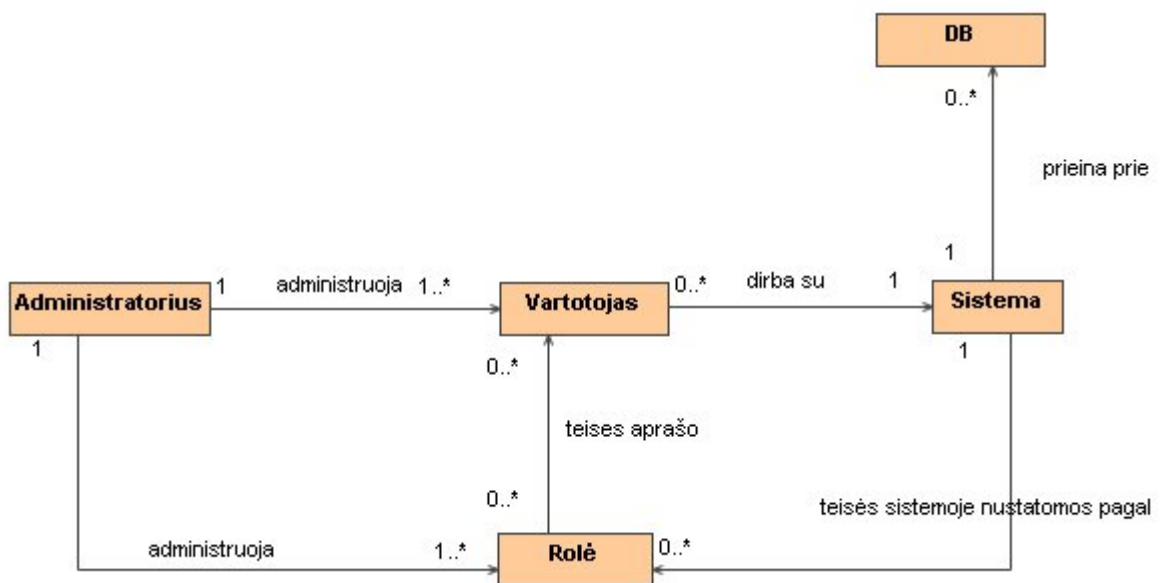 DB
0..*
prieina prie
1
Administratorius
1
administruoja
1..*
Vartotojas
0..*
dirba su
1
Sistema
1
0..*
1
teises aprašo
0..*
teisės sistemoje nustatomos pagal
administruoja
1..*
Rolė
0..*